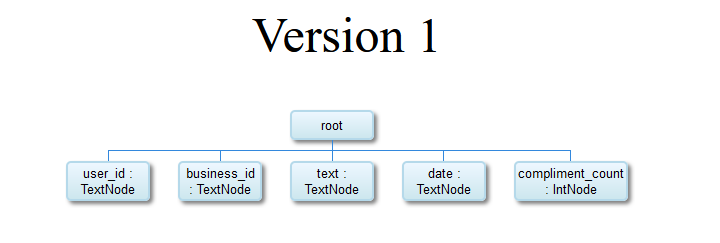 Version 1
root
user_id :
TextNode
business_id
: TextNode
text :
TextNode
date :
TextNode
compliment_count
: IntNode